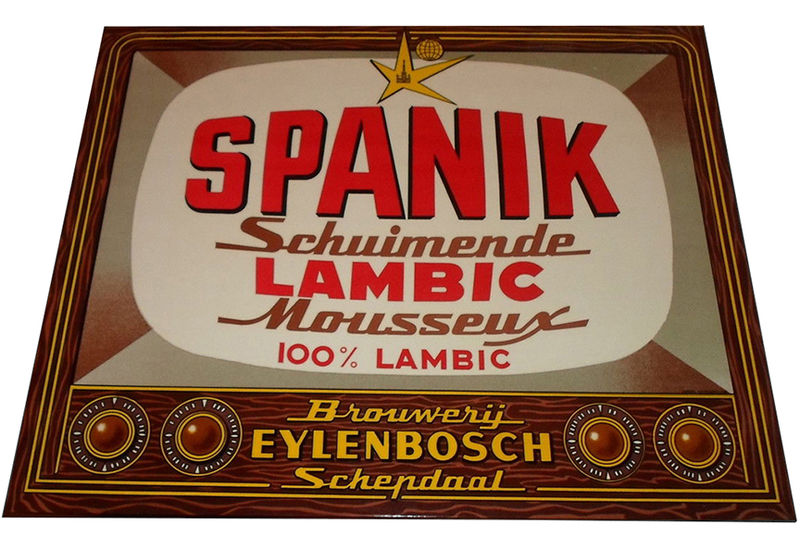 SPANIK
Schuimende
LAMBIC
Mousseux
100% LAMBIC
Brouwerij
EYLENBOSCH
Schepdaal